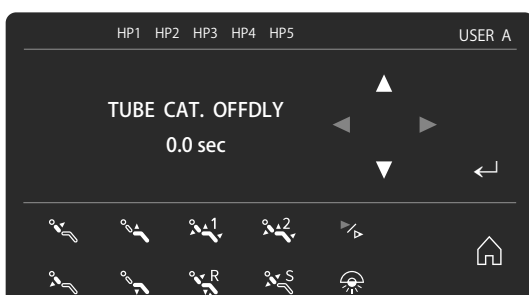 HP1 HP2 HP3 HP4 HP5 USER A
TUBE CAT. OFFDLY
0.0 sec
1 2
R S